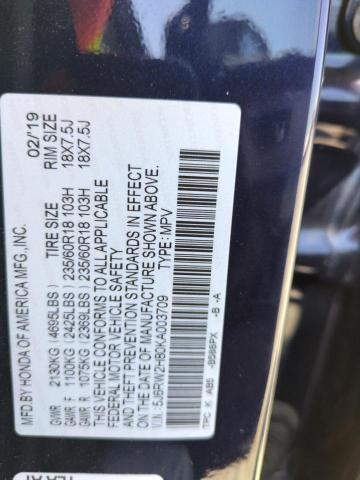 MFD.BY HONDA OF AMERICA MFG.,INC. 02/19
TIRE SIZE RIM SIZE
GVWR 2130KG (4695LBS)
GAWR F 1100KG (2425LBS) 235/60R18 103H 18X7.5J
GAWR R 1075KG (2369LBS) 235/60R18 103H 18X7.5J
THIS VEHICLE CONFORMS TO ALL APPLICABLE
FEDERAL MOTOR VEHICLE SAFETY
AND THEFT PREVENTION STANDARDS IN EFFECT
ON THE DATE OF MANUFACTURE SHOWN ABOVE.
V.I.N.: 5J6RW2H80KA003709 TYPE: MPV
TPC K AB5 -B588PX -B -A